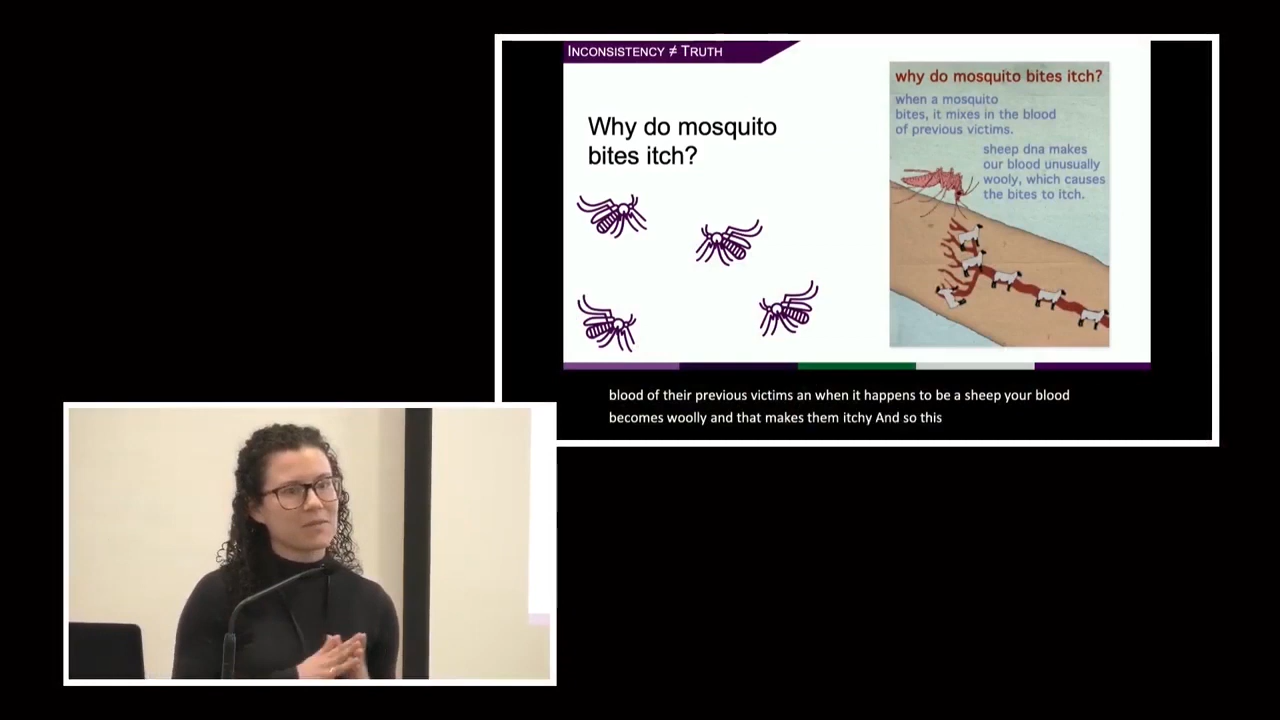 INCONSISTENCY ≠ TRUTH
Why do mosquito
bites itch?
why do mosquito bites itch?
when a mosquito
bites, it mixes in the blood
of previous victims.
sheep dna makes
our blood unusually
wooly, which causes
the bites to itch.
blood of their previous victims an when it happens to be a sheep your blood
becomes woolly and that makes them itchy And so this